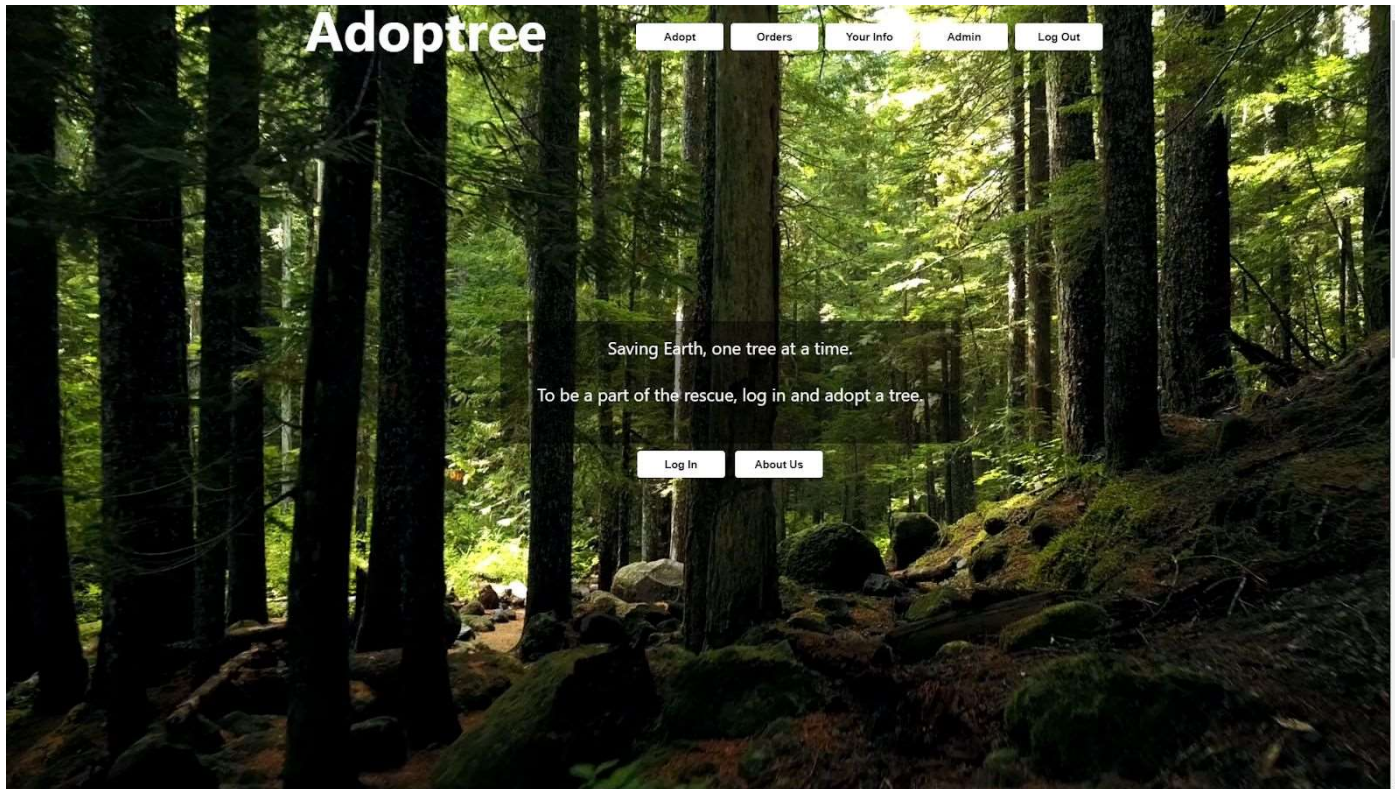 Adoptree
Adopt Orders Your Info Admin Log Out
Saving Earth, one tree at a time.
To be a part of the rescue, log in and adopt a tree.
Log In About Us